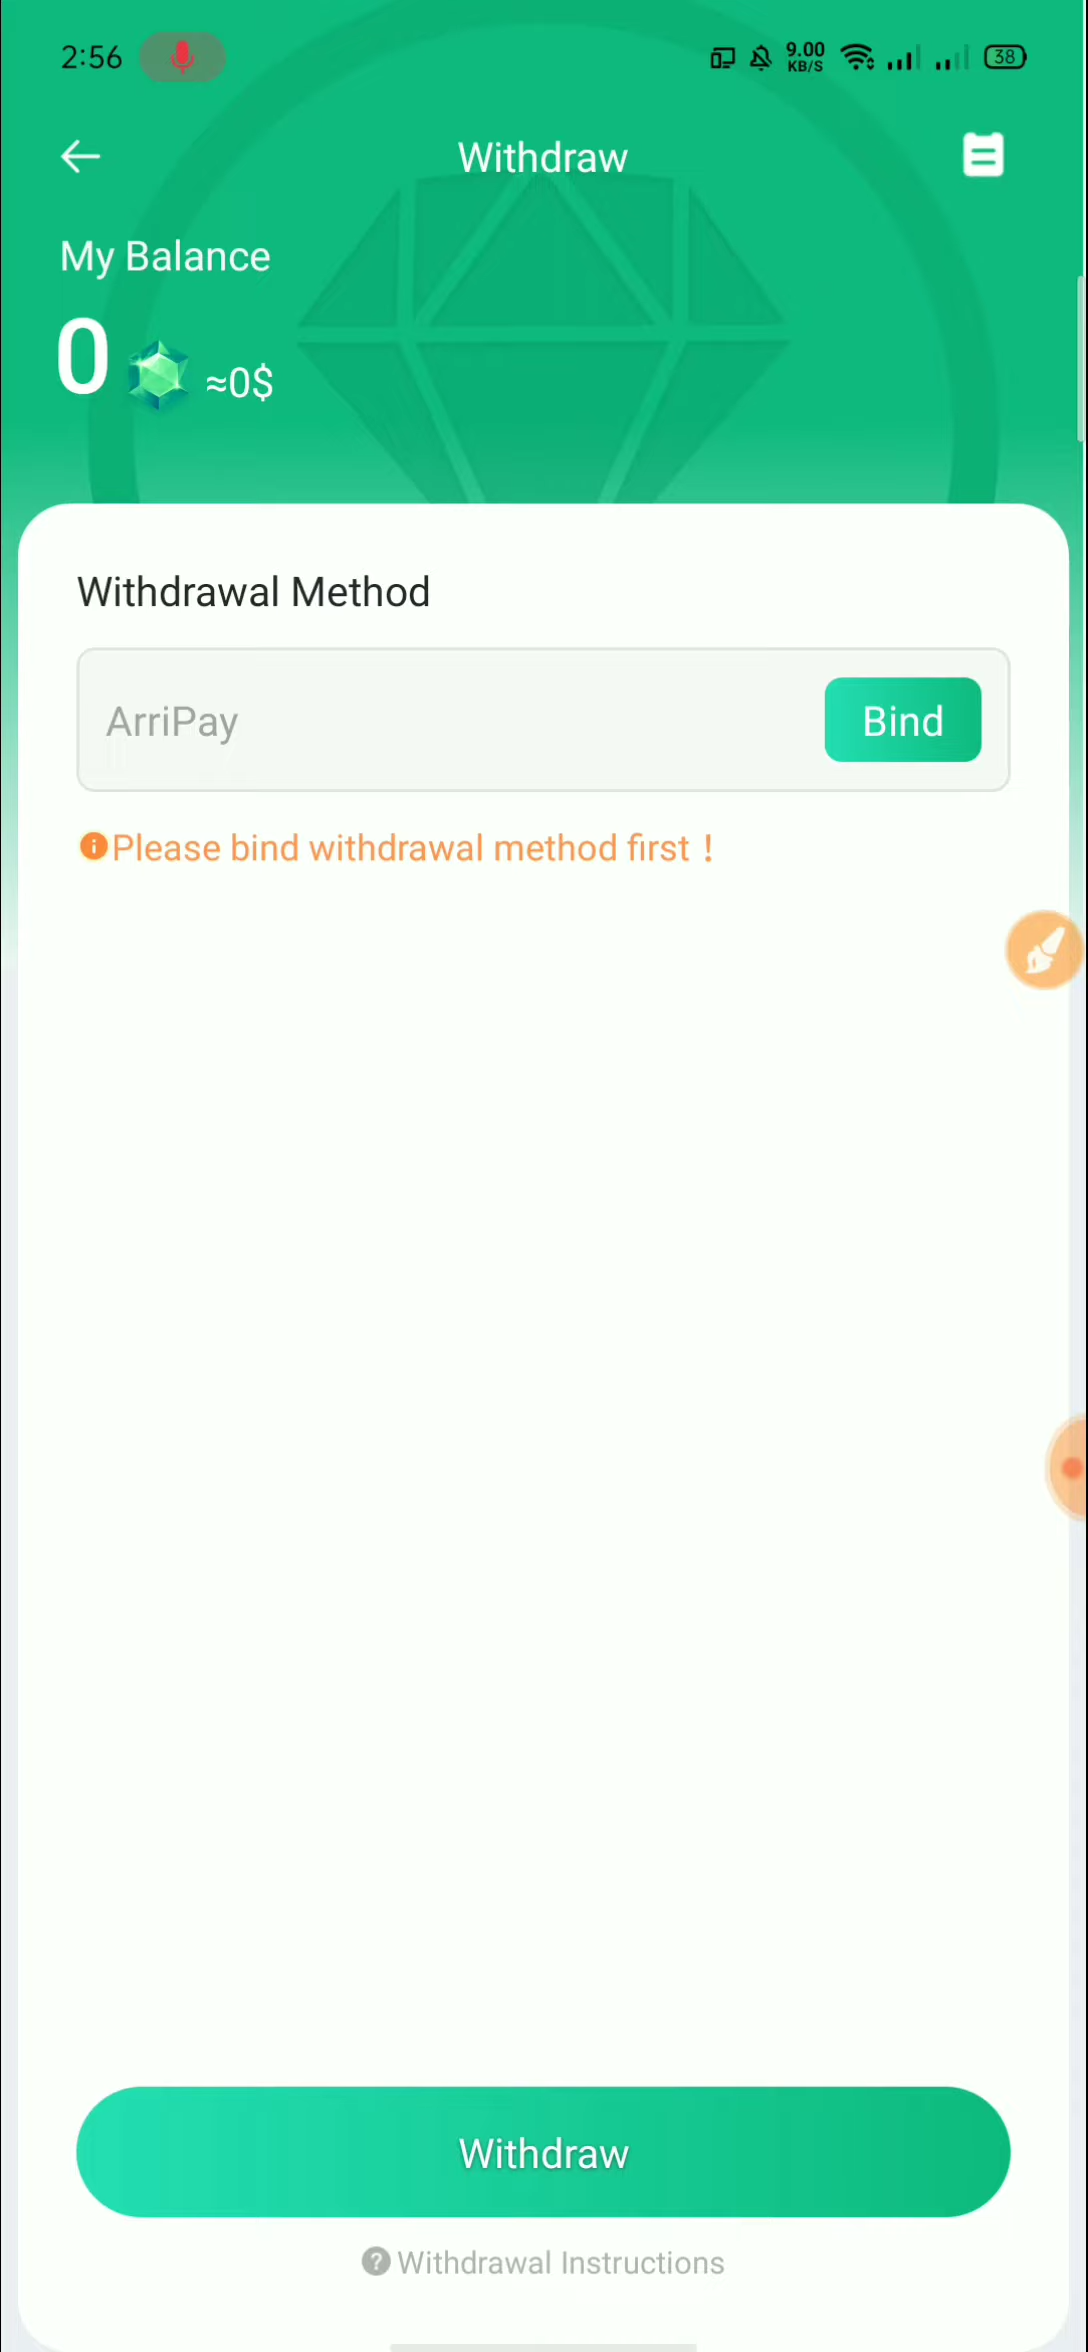 2:56
9.00
KB/S
38
Withdraw
My Balance
0 ≈0$
Withdrawal Method
ArriPay
Bind
Please bind withdrawal method first！
Withdraw
Withdrawal Instructions